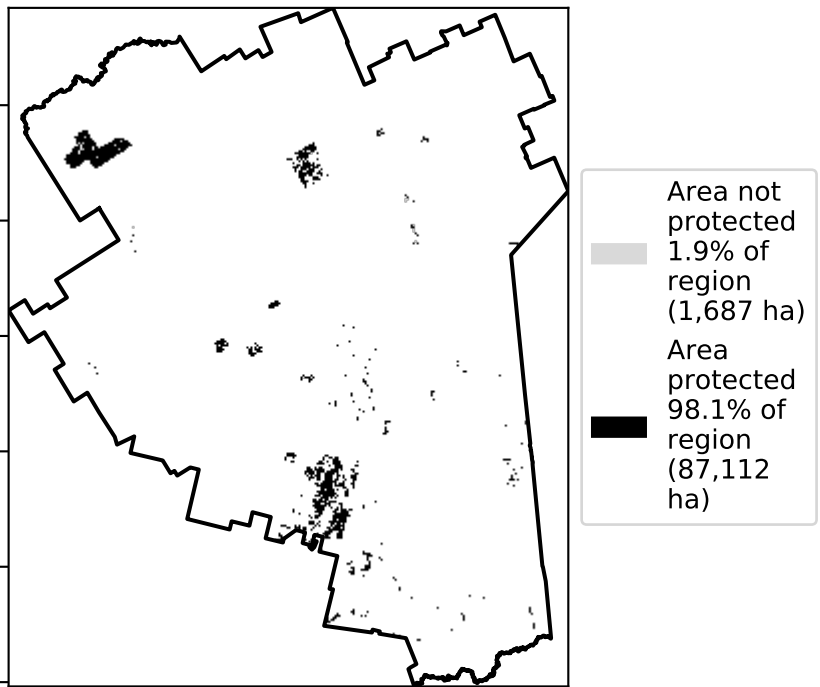 Area not
protected
1.9% of
region
(1,687 ha)
Area
protected
98.1% of
region
(87,112
ha)